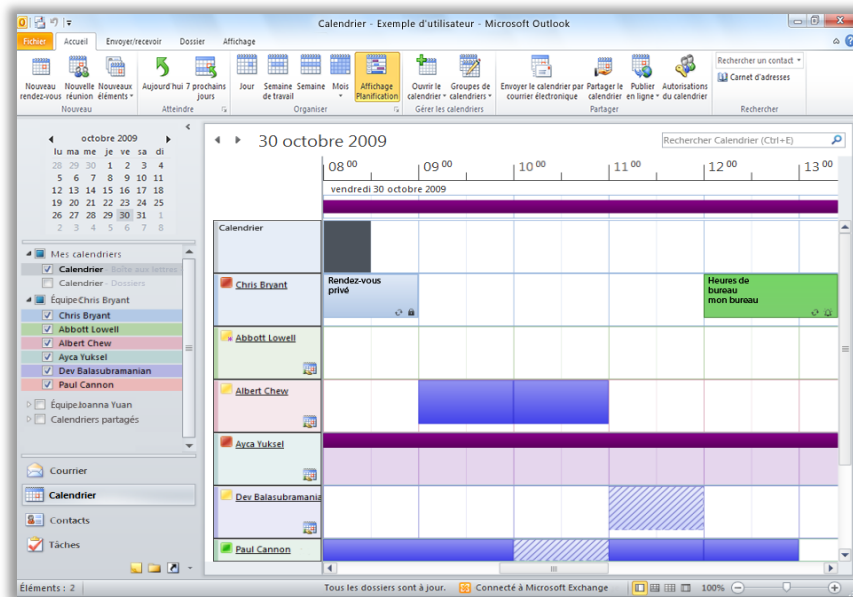 Calendrier - Exemple d'utilisateur - Microsoft Outlook
Fichier Accueil Envoyer/recevoir Dossier Affichage
Nouveau rendez-vous
Nouvelle réunion
Nouveaux éléments
Aujourd'hui
7 prochains jours
Jour
Semaine de travail
Semaine
Mois
Affichage Planification
Ouvrir le calendrier
Groupes de calendriers
Envoyer le calendrier par courrier électronique
Partager le calendrier
Publier en ligne
Autorisations du calendrier
Rechercher un contact
Carnet d'adresses
Nouveau Atteindre Organiser Gérer les calendriers Partager Rechercher
octobre 2009
lu ma me je ve sa di
28 29 30 1 2 3 4
5 6 7 8 9 10 11
12 13 14 15 16 17 18
19 20 21 22 23 24 25
26 27 28 29 30 31 1
2 3 4 5 6 7 8
Mes calendriers
Calendrier - Boîte aux lettres
Calendrier - Dossiers
Équipe:Chris Bryant
Chris Bryant
Abbott Lowell
Albert Chew
Ayca Yuksel
Dev Balasubramanian
Paul Cannon
Équipe:Joanna Yuan
Calendriers partagés
Courrier
Calendrier
Contacts
Tâches
30 octobre 2009
Rechercher Calendrier (Ctrl+E)
08 00 09 00 10 00 11 00 12 00 13 00
vendredi 30 octobre 2009
Calendrier
Chris Bryant
Rendez-vous
privé
Heures de
bureau
mon bureau
Abbott Lowell
Albert Chew
Ayca Yuksel
Dev Balasubramania
Paul Cannon
Éléments : 2
Tous les dossiers sont à jour.
Connecté à Microsoft Exchange
100%